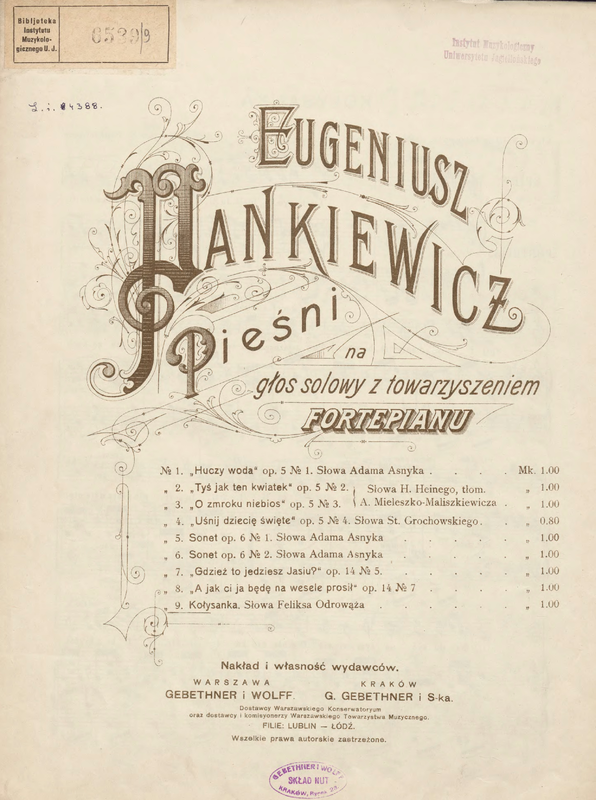 Bibljoteka
Instytutu
Muzykolo-
gicznego U. J.
6529/9
Instytut Muzykologiczny
Uniwersytetu Jagiellońskiego
4388.
EUGENIUSZ
PANKIEWICZ
Pieśni
na
głos solowy z towarzyszeniem
FORTEPIANU
№ 1. „Huczy woda“ op. 5 № 1. Słowa Adama Asnyka . . . . Mk. 1.00
„ 2. „Tyś jak ten kwiatek“ op. 5 № 2. Słowa H. Heinego, tłom. „ 1.00
„ 3. „O zmroku niebios“ op. 5 № 3. A. Mieleszko-Maliszkiewicza . „ 1.00
„ 4. „Uśnij dziecię święte“ op. 5 № 4. Słowa St. Grochowskiego . . „ 0.80
„ 5. Sonet op. 6 № 1. Słowa Adama Asnyka . . . . . „ 1.00
„ 6. Sonet op. 6 № 2. Słowa Adama Asnyka . . . . . „ 1.00
„ 7. „Gdzież to jedziesz Jasiu?“ op. 14 № 5. . . . . „ 1.00
„ 8. „A jak ci ja będę na wesele prosił“ op. 14 № 7 . . . „ 1.00
„ 9. Kołysanka. Słowa Feliksa Odrowąża . . . . . „ 1.00
Nakład i własność wydawców.
WARSZAWA KRAKÓW
GEBETHNER i WOLFF. G. GEBETHNER i S-ka.
Dostawcy Warszawskiego Konserwatoryum
oraz dostawcy i komisyonerzy Warszawskiego Towarzystwa Muzycznego.
FILIE: LUBLIN — ŁÓDŹ.
Wszelkie prawa autorskie zastrzeżone.
GEBETHNER I WOLFF
SKŁAD NUT
KRAKÓW,